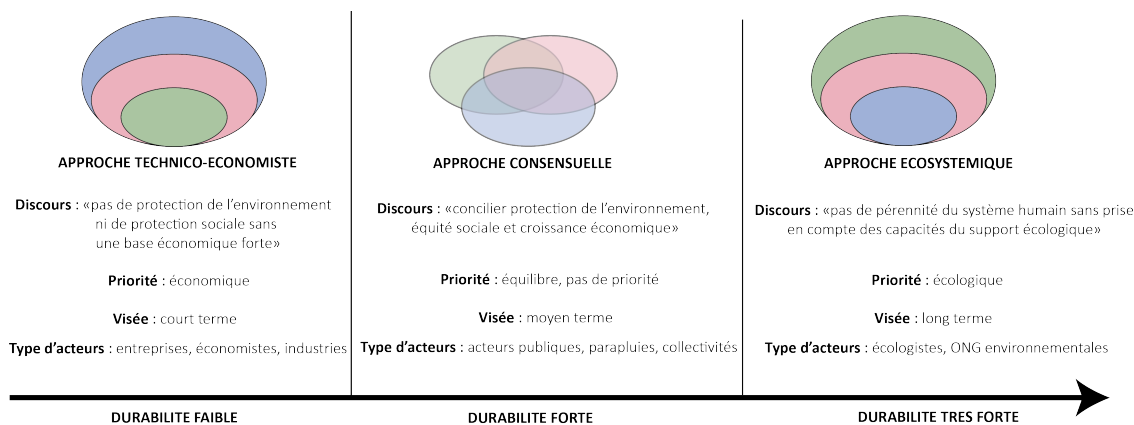 APPROCHE TECHNICO-ECONOMISTE
Discours : «pas de protection de l'environnement
ni de protection sociale sans
une base économique forte»
Priorité : économique
Visée : court terme
Type d'acteurs : entreprises, économistes, industries
DURABILITE FAIBLE
APPROCHE CONSENSUELLE
Discours : «concilier protection de l'environnement,
équité sociale et croissance économique»
Priorité : équilibre, pas de priorité
Visée : moyen terme
Type d'acteurs : acteurs publiques, parapluies, collectivités
DURABILITE FORTE
APPROCHE ECOSYSTEMIQUE
Discours : «pas de pérennité du système humain sans prise
en compte des capacités du support écologique»
Priorité : écologique
Visée : long terme
Type d'acteurs : écologistes, ONG environnementales
DURABILITE TRES FORTE